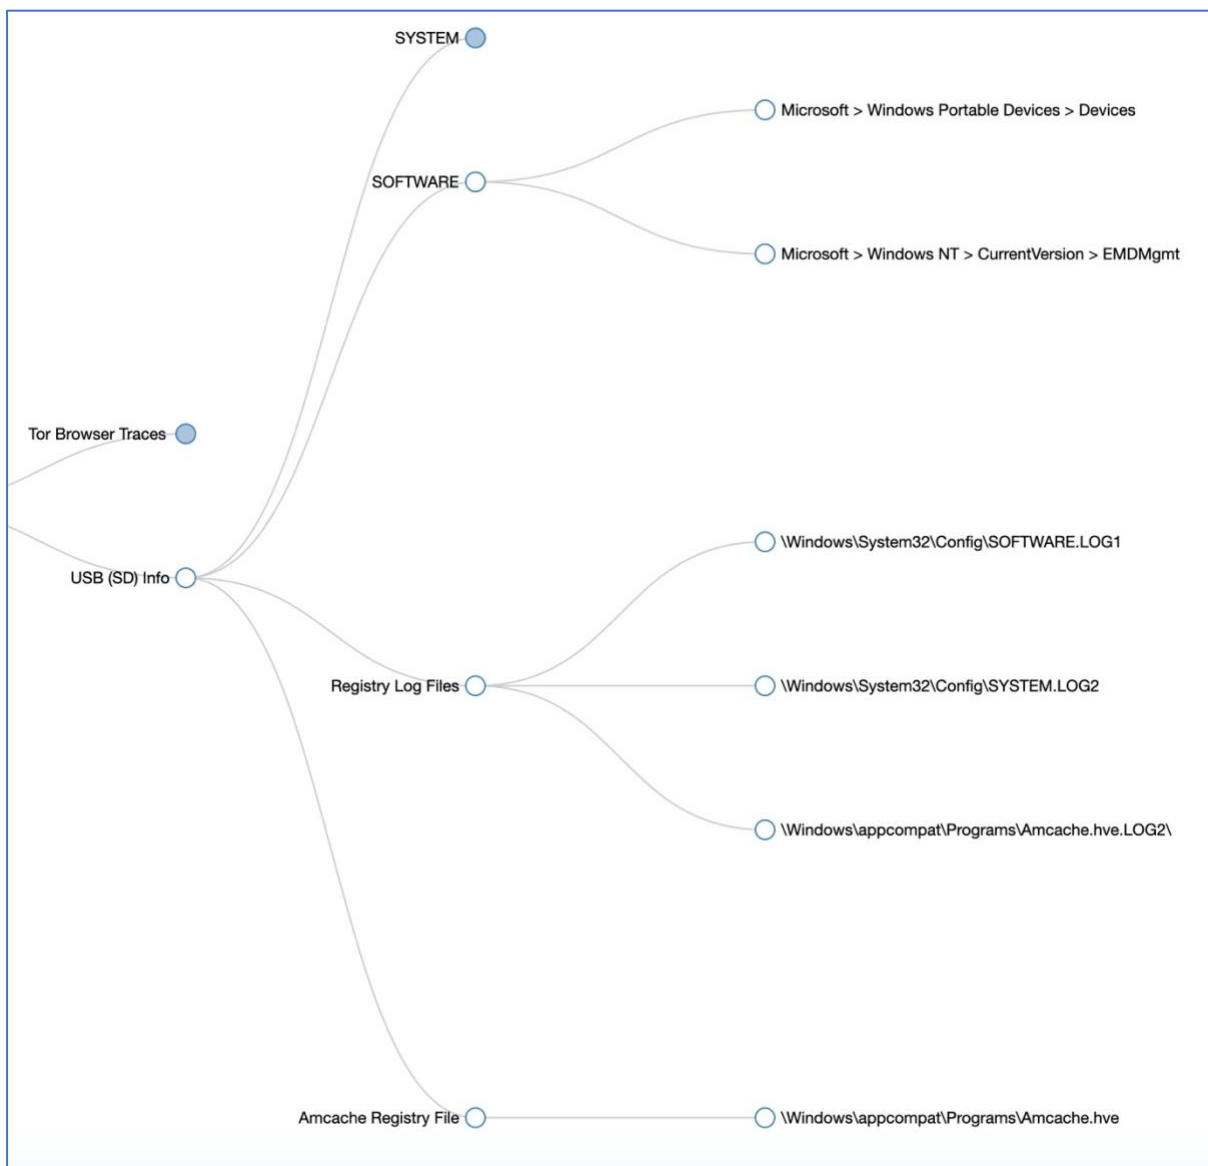 SYSTEM
Microsoft > Windows Portable Devices > Devices
SOFTWARE
Microsoft > Windows NT > CurrentVersion > EMDMgmt
Tor Browser Traces
\Windows\System32\Config\SOFTWARE.LOG1
USB (SD) Info
Registry Log Files
\Windows\System32\Config\SYSTEM.LOG2
\Windows\appcompat\Programs\Amcache.hve.LOG2\
Amcache Registry File
\Windows\appcompat\Programs\Amcache.hve